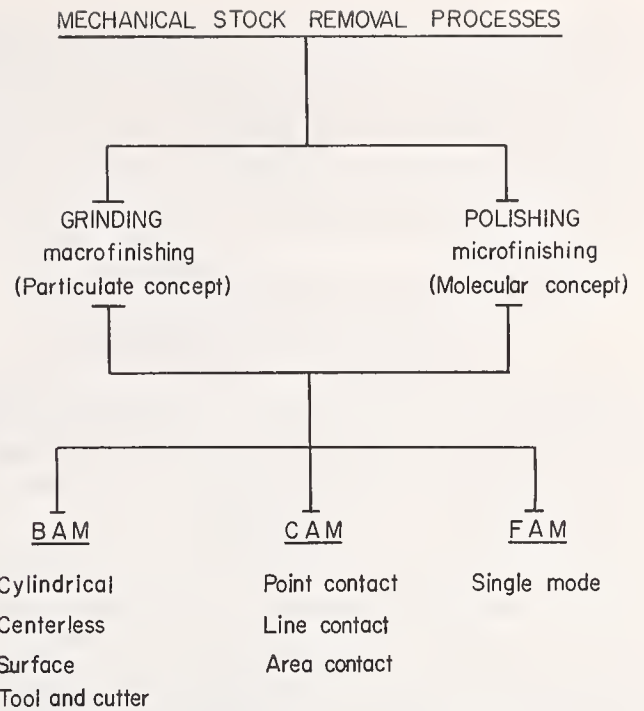 MECHANICAL STOCK REMOVAL PROCESSES
GRINDING
macrofinishing
(Particulate concept)
POLISHING
microfinishing
(Molecular concept)
BAM
Cylindrical
Centerless
Surface
Tool and cutter
CAM
Point contact
Line contact
Area contact
FAM
Single mode